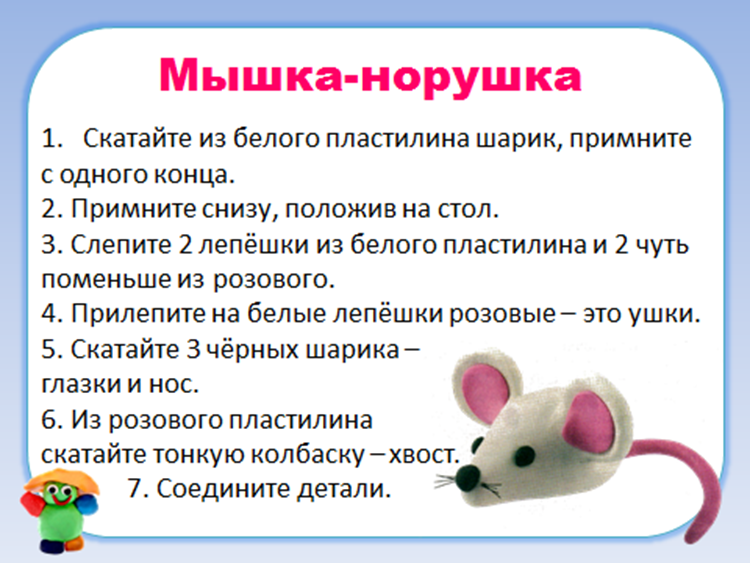 Мышка-норушка
1. Скатайте из белого пластилина шарик, примните
с одного конца.
2. Примните снизу, положив на стол.
3. Слепите 2 лепёшки из белого пластилина и 2 чуть
поменьше из розового.
4. Прилепите на белые лепёшки розовые – это ушки.
5. Скатайте 3 чёрных шарика –
глазки и нос.
6. Из розового пластилина
скатайте тонкую колбаску – хвост.
7. Соедините детали.